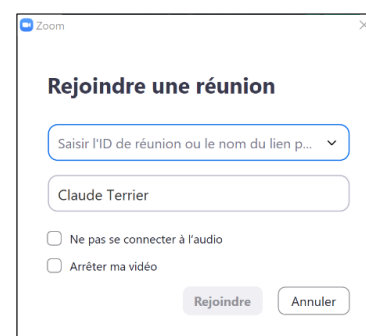 Zoom
Rejoindre une réunion
Saisir l'ID de réunion ou le nom du lien p...
Claude Terrier
Ne pas se connecter à l'audio
Arrêter ma vidéo
Rejoindre Annuler